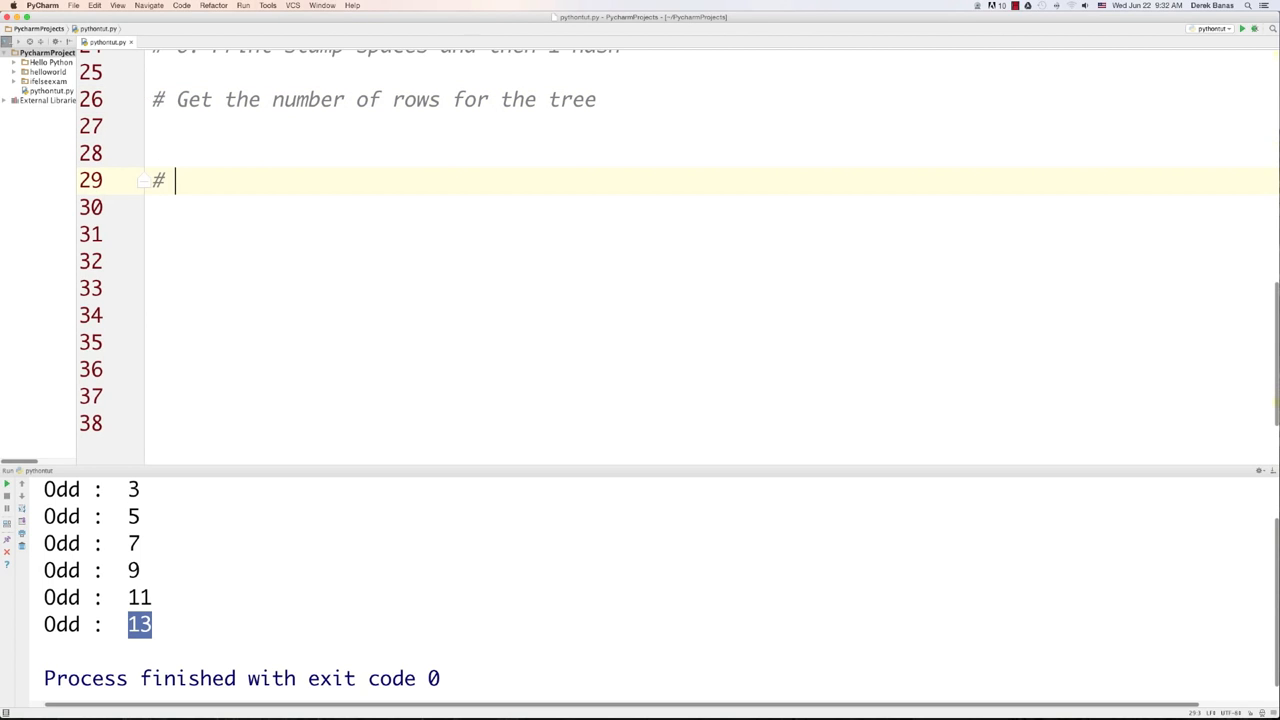 PyCharm File Edit View Navigate Code Refactor Run Tools VCS Window Help 10 Wed Jun 22 9:32 AM Derek Banas
pythontut.py - PycharmProjects - [~/PycharmProjects]
PycharmProjects pythontut.py pythontut
pythontut.py
PycharmProject
Hello Python
helloworld
ifelseexam
pythontut.py
External Librarie
24 # 6. Print stump spaces and then 1 hash
25
26 # Get the number of rows for the tree
27
28
29 #
30
31
32
33
34
35
36
37
38
Run pythontut
Odd : 3
Odd : 5
Odd : 7
Odd : 9
Odd : 11
Odd : 13
Process finished with exit code 0
29:3 LF‡ UTF-8‡